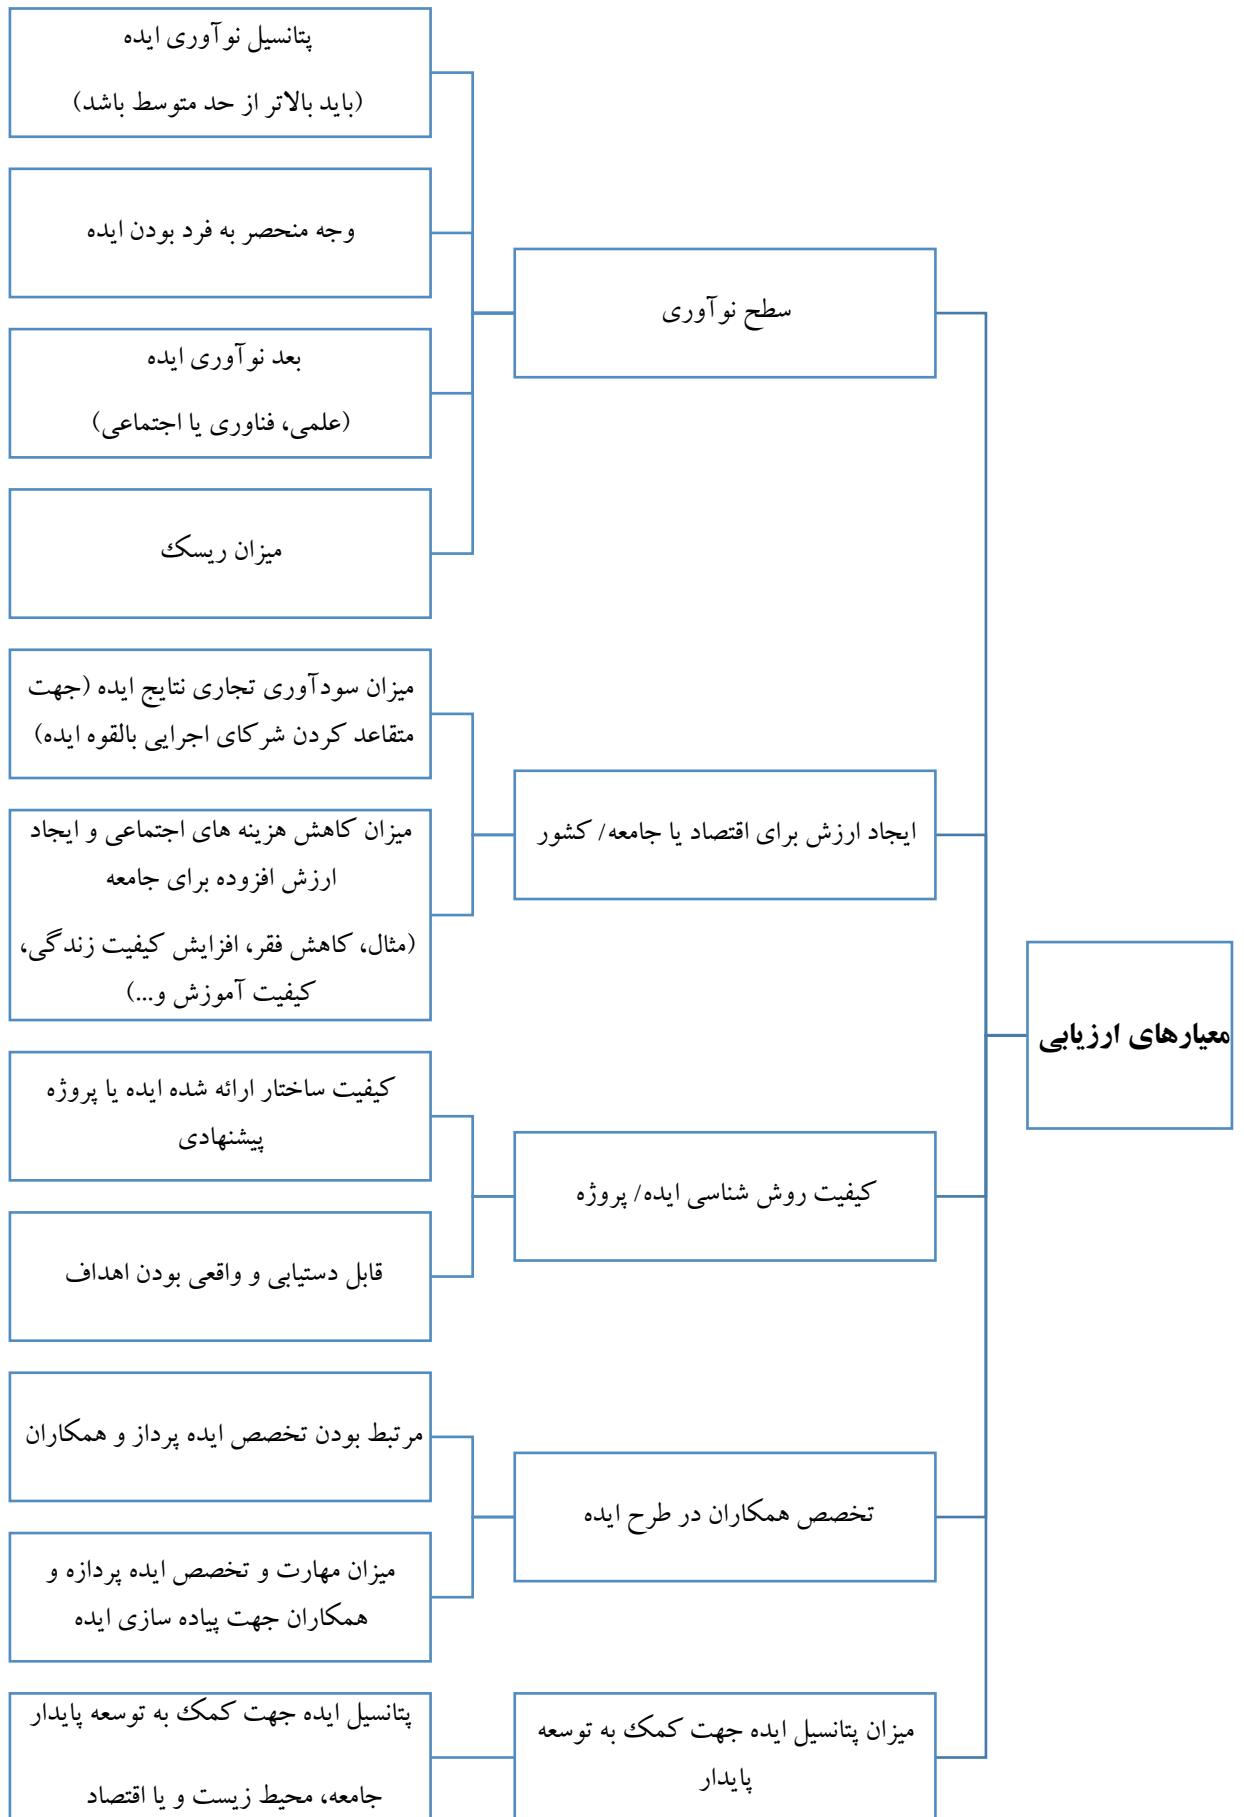 معیارهای ارزیابی
سطح نوآوری
پتانسیل نوآوری ایده
(باید بالاتر از حد متوسط باشد)
وجه منحصر به فرد بودن ایده
بعد نوآوری ایده
(علمی، فناوری یا اجتماعی)
میزان ریسک
ایجاد ارزش برای اقتصاد یا جامعه/ کشور
میزان سودآوری تجاری نتایج ایده (جهت
متقاعد کردن شرکای اجرایی بالقوه ایده)
میزان کاهش هزینه های اجتماعی و ایجاد
ارزش افزوده برای جامعه
(مثال، کاهش فقر، افزایش کیفیت زندگی،
کیفیت آموزش و...)
کیفیت روش شناسی ایده/ پروژه
کیفیت ساختار ارائه شده ایده یا پروژه
پیشنهادی
قابل دستیابی و واقعی بودن اهداف
تخصص همکاران در طرح ایده
مرتبط بودن تخصص ایده پرداز و همکاران
میزان مهارت و تخصص ایده پردازه و
همکاران جهت پیاده سازی ایده
میزان پتانسیل ایده جهت کمک به توسعه
پایدار
پتانسیل ایده جهت کمک به توسعه پایدار
جامعه، محیط زیست و یا اقتصاد